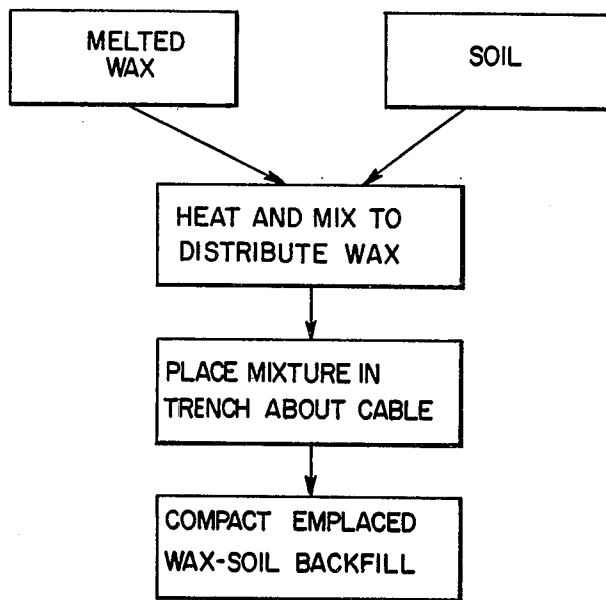 MELTED
WAX
SOIL
HEAT AND MIX TO
DISTRIBUTE WAX
PLACE MIXTURE IN
TRENCH ABOUT CABLE
COMPACT EMPLACED
WAX-SOIL BACKFILL